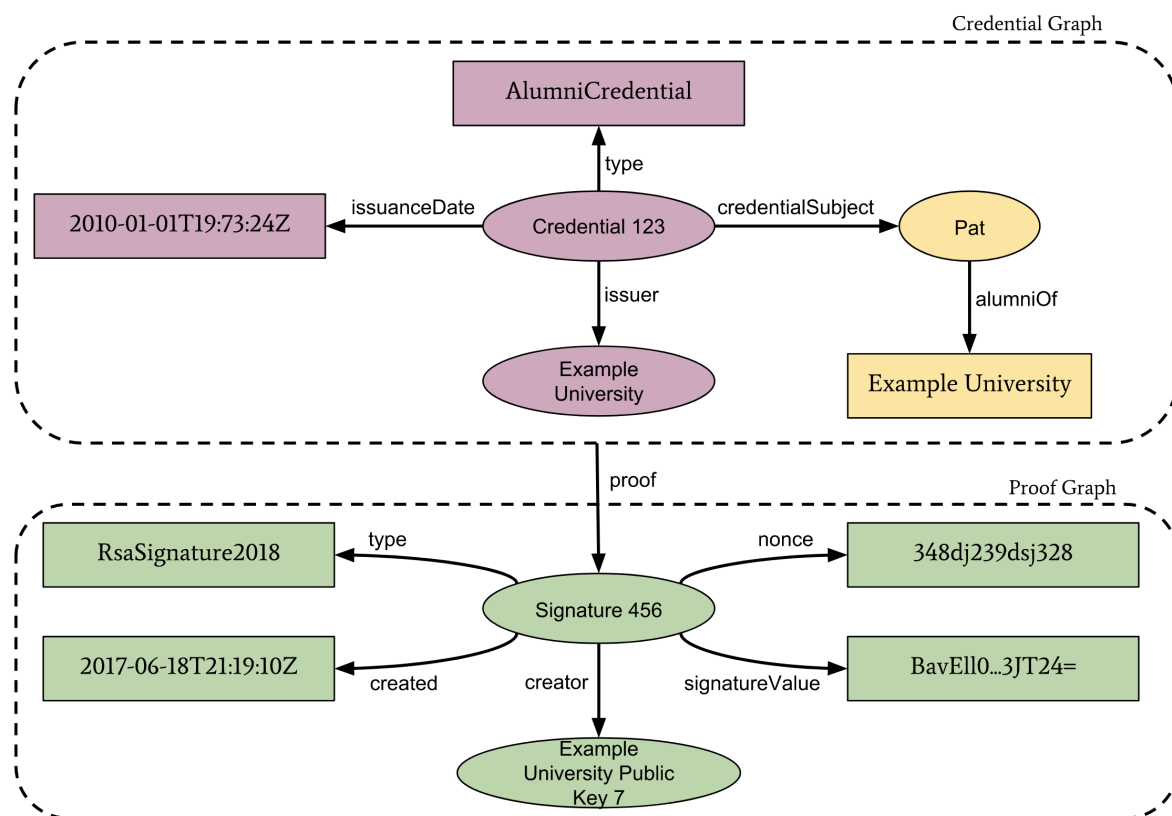 Credential Graph
AlumniCredential
type
issuanceDate
credentialSubject
2010-01-01T19:73:24Z
Credential 123
Pat
issuer
alumniOf
Example
University
Example University
proof
Proof Graph
RsaSignature2018
type
nonce
348dj239dsj328
Signature 456
2017-06-18T21:19:10Z
created
creator
signatureValue
BavEll0...3JT24=
Example
University Public
Key 7